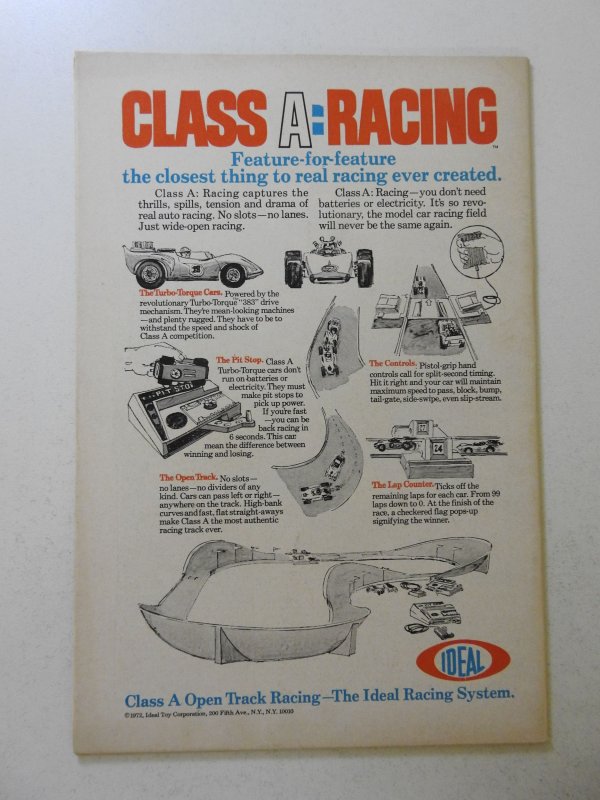 CLASS A:RACING
TM
Feature-for-feature
the closest thing to real racing ever created.
Class A: Racing captures the
thrills, spills, tension and drama of
real auto racing. No slots—no lanes.
Just wide-open racing.
Class A: Racing—you don't need
batteries or electricity. It's so revo-
lutionary, the model car racing field
will never be the same again.
The Turbo-Torque Cars. Powered by the
revolutionary Turbo-Torque "383" drive
mechanism. They're mean-looking machines
—and plenty rugged. They have to be to
withstand the speed and shock of
Class A competition.
The Pit Stop. Class A
Turbo-Torque cars don't
run on batteries or
electricity. They must
make pit stops to
pick up power.
If you're fast
—you can be
back racing in
6 seconds. This can
mean the difference between
winning and losing.
PIT STOP
The Controls. Pistol-grip hand
controls call for split-second timing.
Hit it right and your car will maintain
maximum speed to pass, block, bump,
tail-gate, side-swipe, even slip-stream.
24
The Open Track. No slots—
no lanes—no dividers of any
kind. Cars can pass left or right—
anywhere on the track. High-bank
curves and fast, flat straight-aways
make Class A the most authentic
racing track ever.
The Lap Counter. Ticks off the
remaining laps for each car. From 99
laps down to 0. At the finish of the
race, a checkered flag pops-up
signifying the winner.
IDEAL
Class A Open Track Racing—The Ideal Racing System.
©1972, Ideal Toy Corporation, 200 Fifth Ave., N.Y., N.Y. 10010